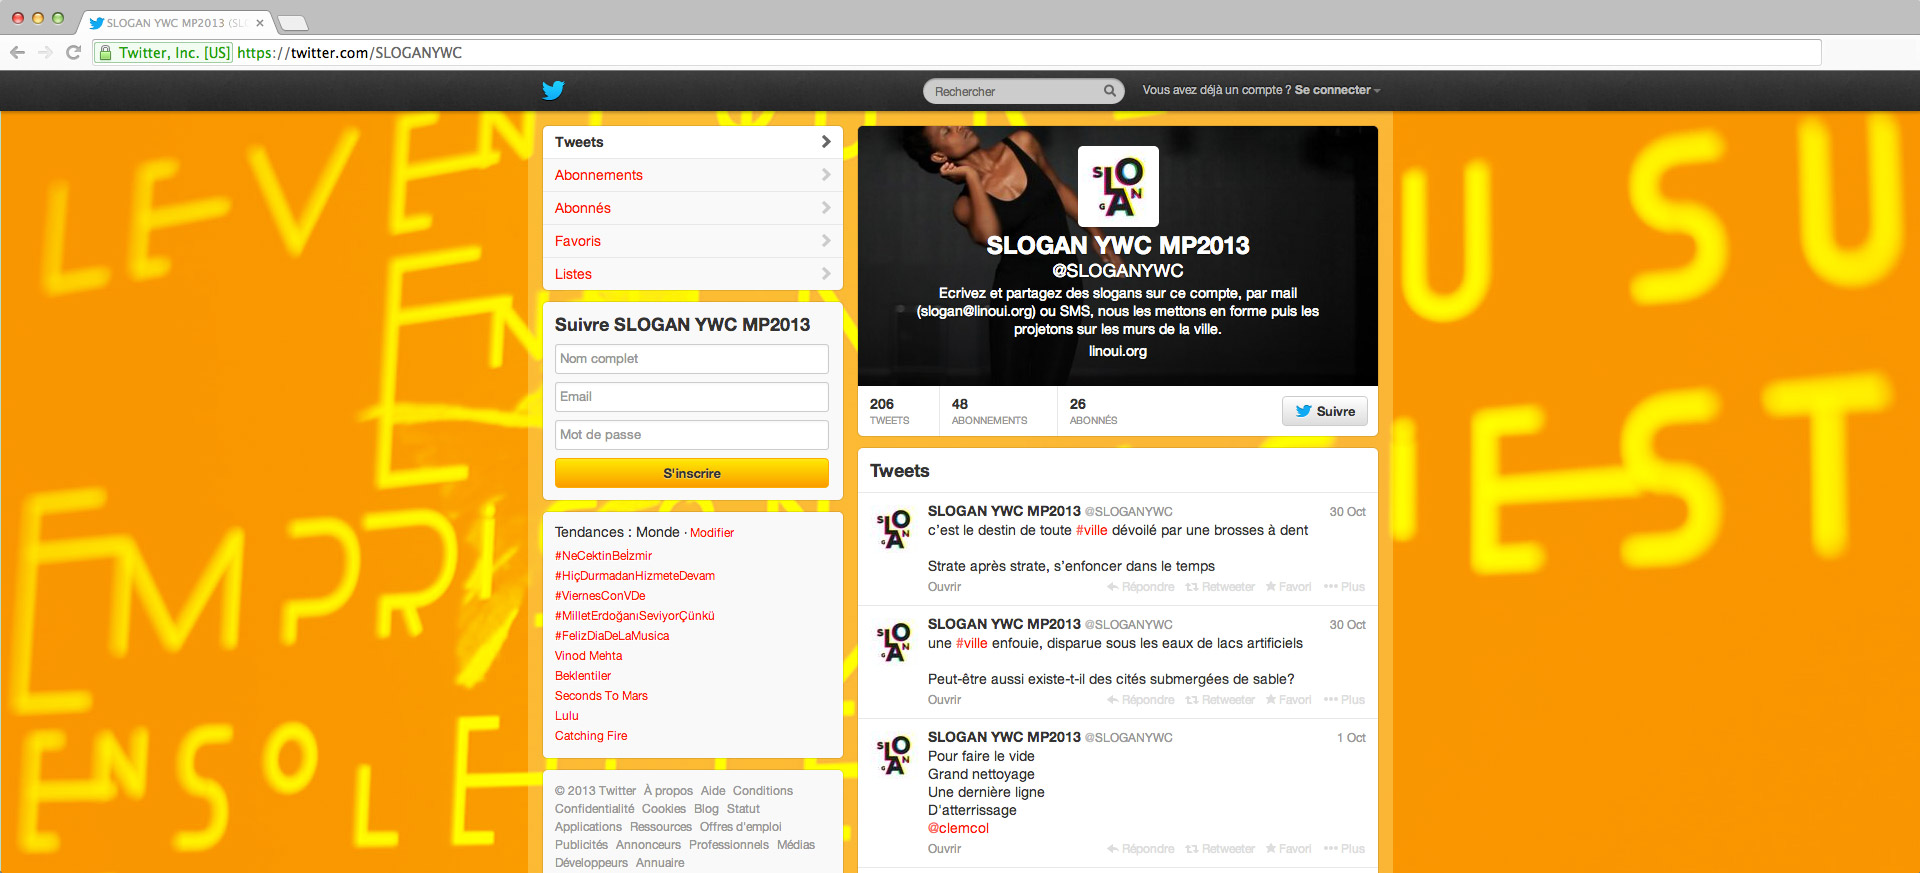 SLOGAN YWC MP2013 (SLO
Twitter, Inc. [US] https://twitter.com/SLOGANYWC
Rechercher
Vous avez déjà un compte ? Se connecter
Tweets
Abonnements
Abonnés
Favoris
Listes
Suivre SLOGAN YWC MP2013
Nom complet
Email
Mot de passe
S'inscrire
Tendances : Monde · Modifier
#NeCektinBeİzmir
#HiçDurmadanHizmeteDevam
#ViernesConVDe
#MilletErdoğanıSeviyorÇünkü
#FelizDiaDeLaMusica
Vinod Mehta
Beklentiler
Seconds To Mars
Lulu
Catching Fire
© 2013 Twitter À propos Aide Conditions
Confidentialité Cookies Blog Statut
Applications Ressources Offres d'emploi
Publicités Annonceurs Professionnels Médias
Développeurs Annuaire
SLOGAN
SLOGAN YWC MP2013
@SLOGANYWC
Ecrivez et partagez des slogans sur ce compte, par mail
(slogan@linoui.org) ou SMS, nous les mettons en forme puis les
projetons sur les murs de la ville.
linoui.org
206
TWEETS
48
ABONNEMENTS
26
ABONNÉS
Suivre
Tweets
SLOGAN
SLOGAN YWC MP2013 @SLOGANYWC 30 Oct
c'est le destin de toute #ville dévoilé par une brosses à dent
Strate après strate, s'enfoncer dans le temps
Ouvrir Répondre Retweeter Favori Plus
SLOGAN
SLOGAN YWC MP2013 @SLOGANYWC 30 Oct
une #ville enfouie, disparue sous les eaux de lacs artificiels
Peut-être aussi existe-t-il des cités submergées de sable?
Ouvrir Répondre Retweeter Favori Plus
SLOGAN
SLOGAN YWC MP2013 @SLOGANYWC 1 Oct
Pour faire le vide
Grand nettoyage
Une dernière ligne
D'atterrissage
@clemcol
Ouvrir Répondre Retweeter Favori Plus
LE VEN
EMPRI
ENSOLE
U SU
EST